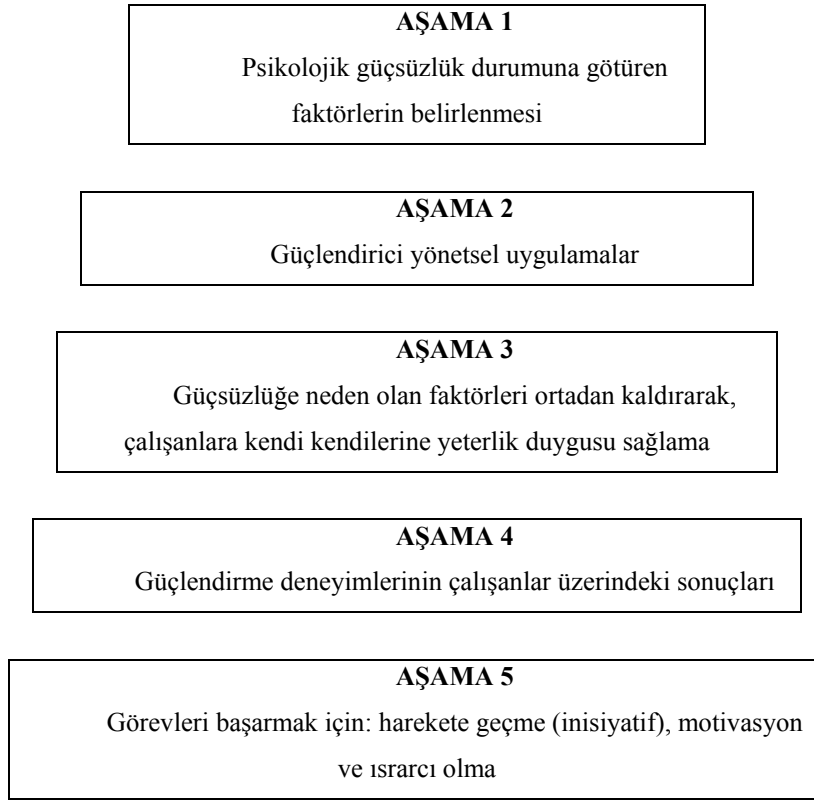 AŞAMA 1
Psikolojik güçsüzlük durumuna götüren
faktörlerin belirlenmesi
AŞAMA 2
Güçlendirici yönetsel uygulamalar
AŞAMA 3
Güçsüzlüğe neden olan faktörleri ortadan kaldırarak,
çalışanlara kendi kendilerine yeterlik duygusu sağlama
AŞAMA 4
Güçlendirme deneyimlerinin çalışanlar üzerindeki sonuçları
AŞAMA 5
Görevleri başarmak için: harekete geçme (inisiyatif), motivasyon
ve ısrarcı olma